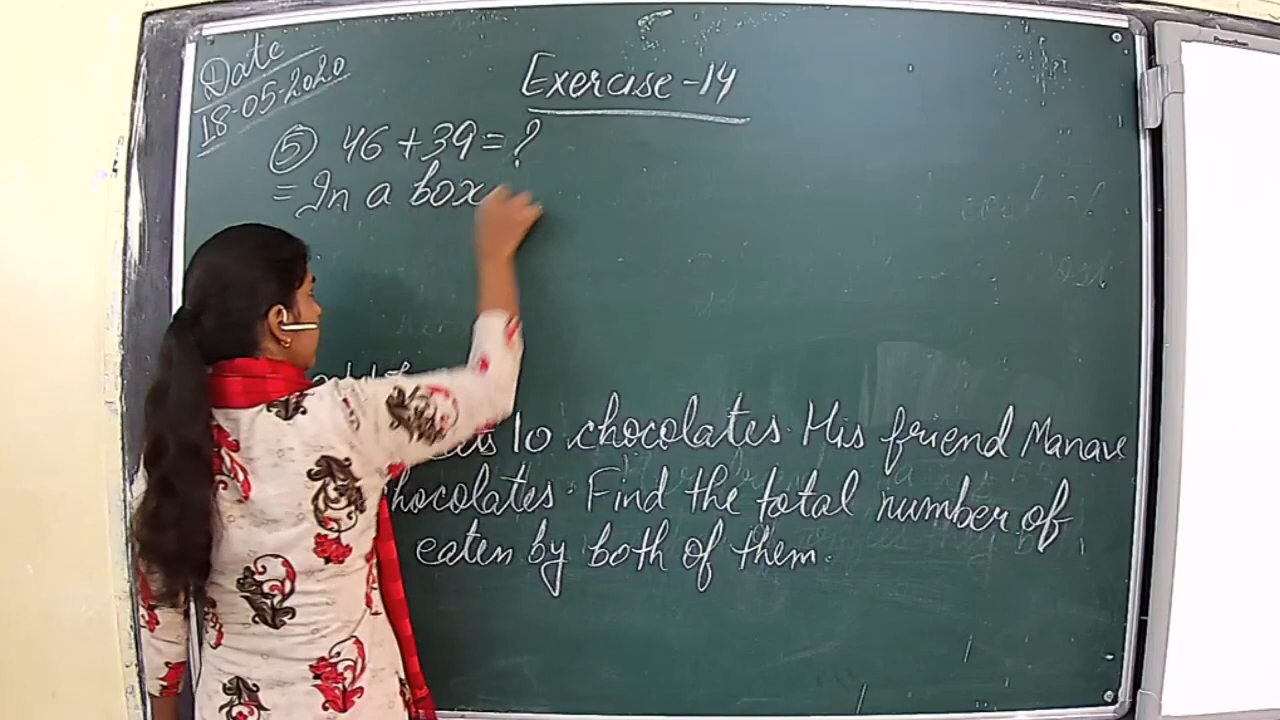 Date
18-05-2020
Exercise-14
⑤ 46+39=?
= In a box
10 chocolates. His friend Manav
chocolates. Find the total number of
eaten by both of them.